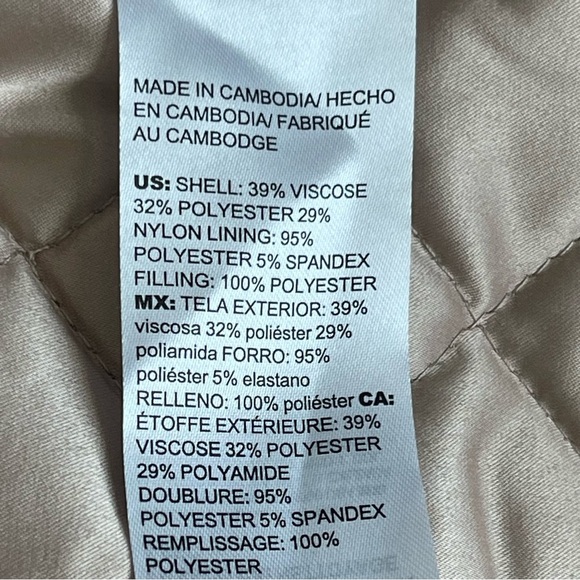 MADE IN CAMBODIA/ HECHO
EN CAMBODIA/ FABRIQUÉ
AU CAMBODGE
US: SHELL: 39% VISCOSE
32% POLYESTER 29%
NYLON LINING: 95%
POLYESTER 5% SPANDEX
FILLING: 100% POLYESTER
MX: TELA EXTERIOR: 39%
viscosa 32% poliéster 29%
poliamida FORRO: 95%
poliéster 5% elastano
RELLENO: 100% poliéster CA:
ÉTOFFE EXTÉRIEURE: 39%
VISCOSE 32% POLYESTER
29% POLYAMIDE
DOUBLURE: 95%
POLYESTER 5% SPANDEX
REMPLISSAGE: 100%
POLYESTER